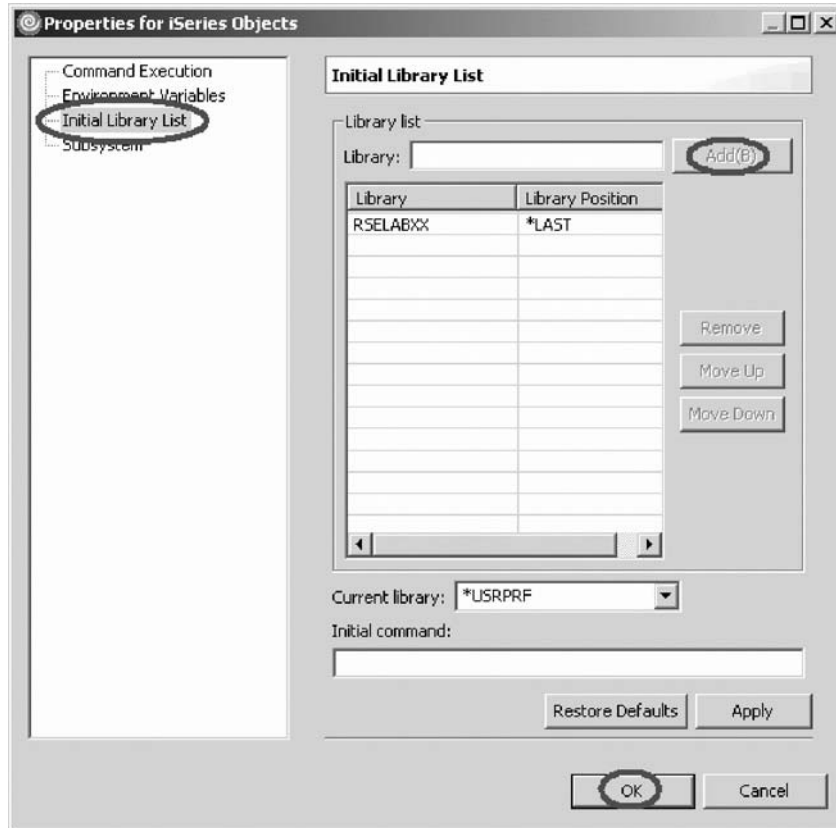 Properties for iSeries Objects
Command Execution
Environment Variables
Initial Library List
Subsystem
Initial Library List
Library list
Library:
Add(B)
Library Library Position
RSELABXX *LAST
Remove
Move Up
Move Down
Current library: *USRPRF
Initial command:
Restore Defaults Apply
OK Cancel